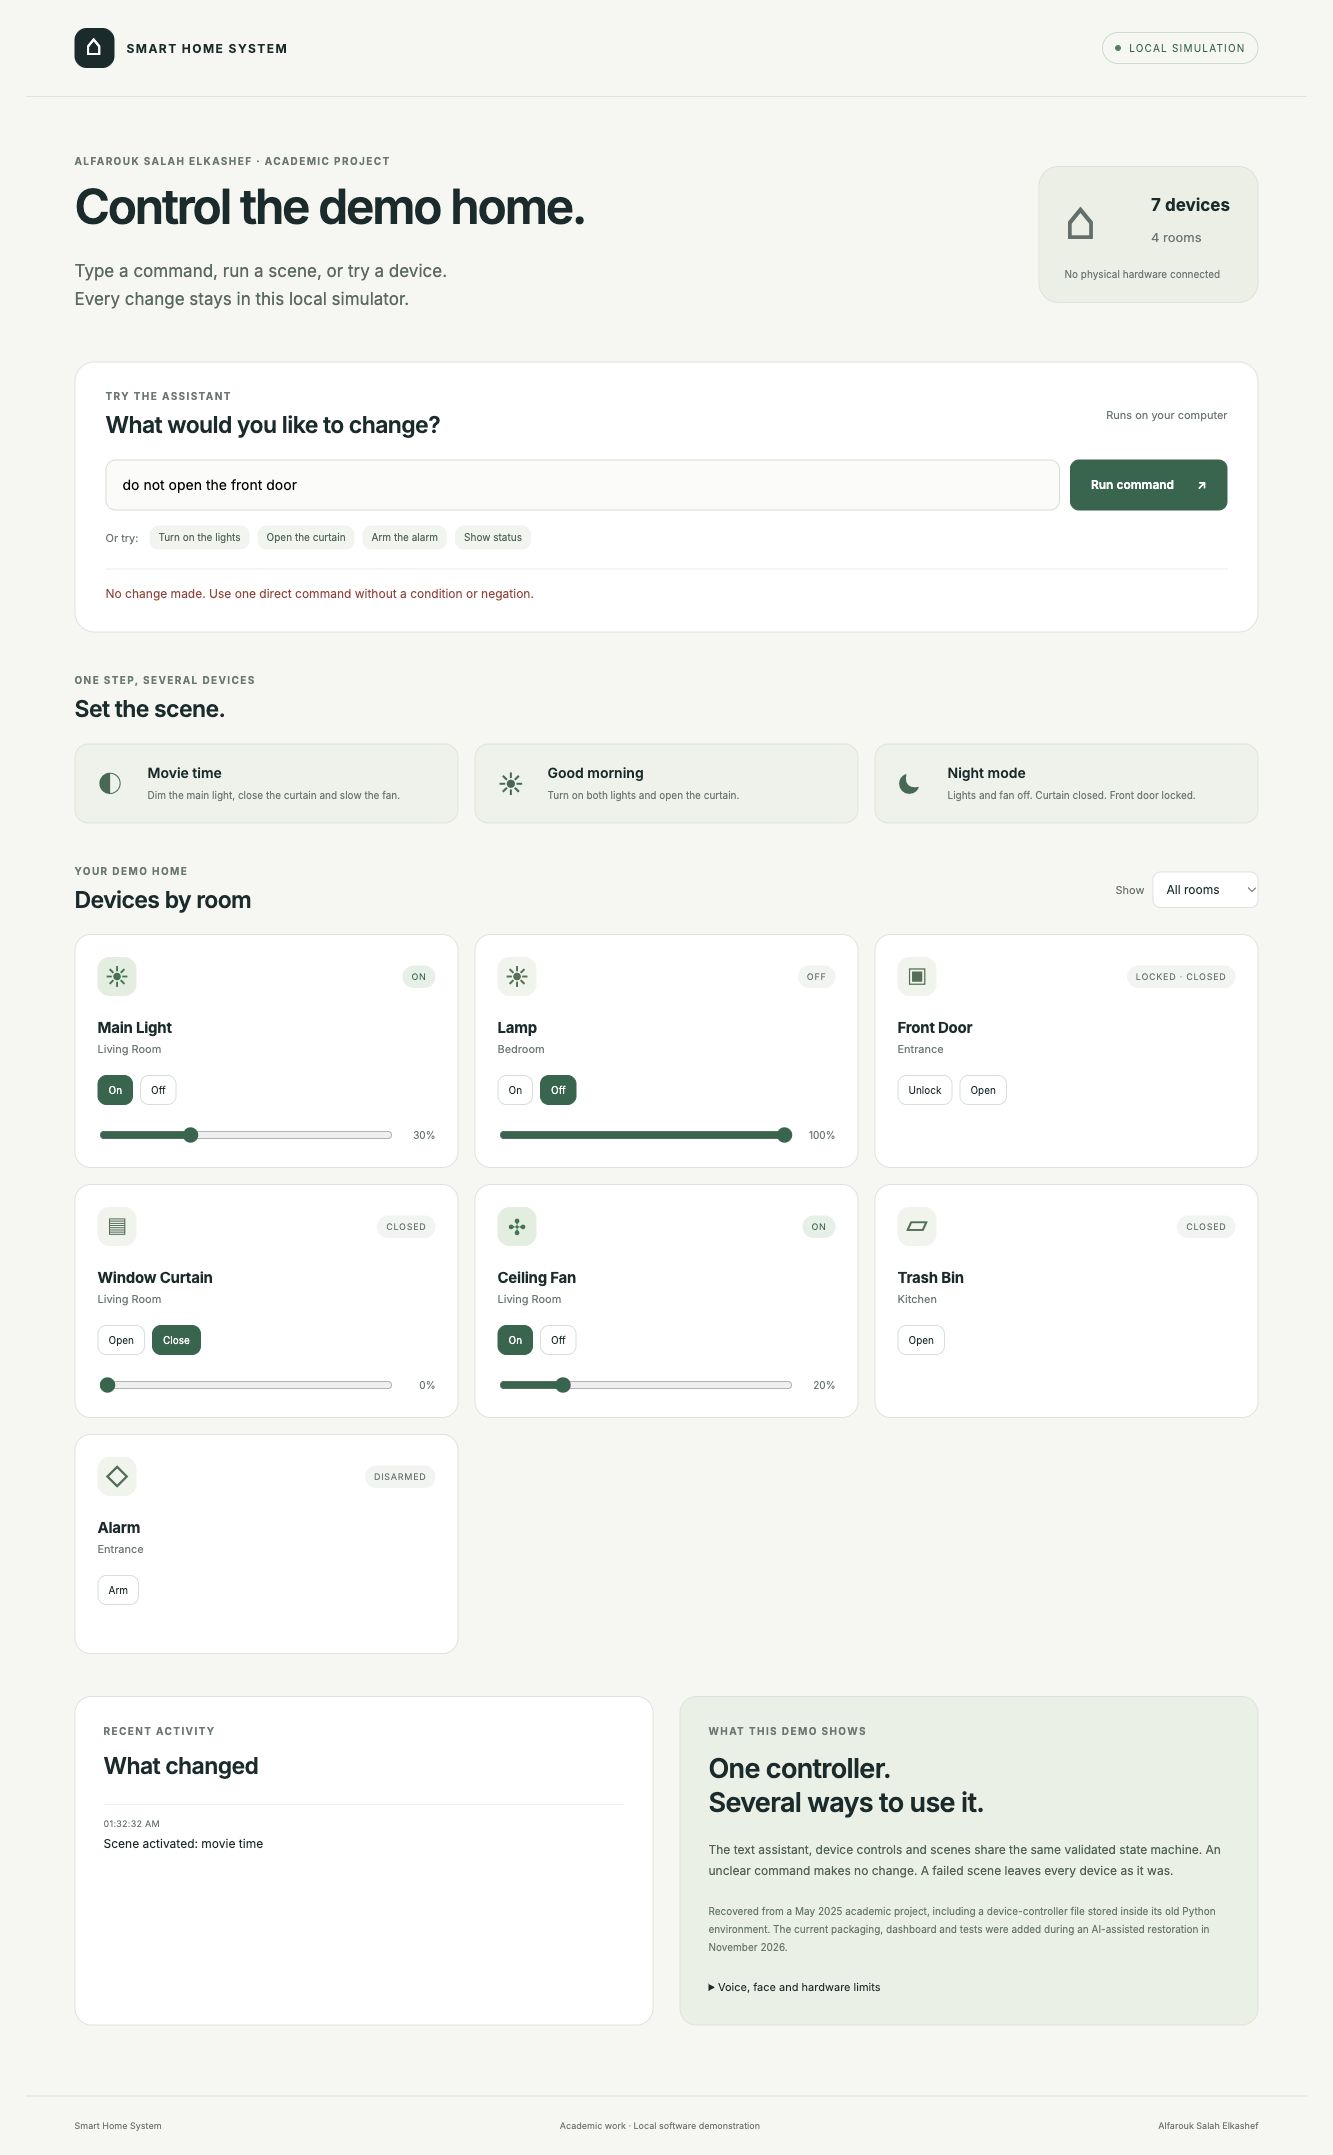 SMART HOME SYSTEM
LOCAL SIMULATION
ALFAROUK SALAH ELKASHEF · ACADEMIC PROJECT
Control the demo home.
Type a command, run a scene, or try a device.
Every change stays in this local simulator.
7 devices
4 rooms
No physical hardware connected
TRY THE ASSISTANT
What would you like to change?
Runs on your computer
do not open the front door
Run command
Or try:
Turn on the lights
Open the curtain
Arm the alarm
Show status
No change made. Use one direct command without a condition or negation.
ONE STEP, SEVERAL DEVICES
Set the scene.
Movie time
Dim the main light, close the curtain and slow the fan.
Good morning
Turn on both lights and open the curtain.
Night mode
Lights and fan off. Curtain closed. Front door locked.
YOUR DEMO HOME
Devices by room
Show
All rooms
ON
Main Light
Living Room
On
Off
30%
OFF
Lamp
Bedroom
On
Off
100%
LOCKED · CLOSED
Front Door
Entrance
Unlock
Open
CLOSED
Window Curtain
Living Room
Open
Close
0%
ON
Ceiling Fan
Living Room
On
Off
20%
CLOSED
Trash Bin
Kitchen
Open
DISARMED
Alarm
Entrance
Arm
RECENT ACTIVITY
What changed
01:32:32 AM
Scene activated: movie time
WHAT THIS DEMO SHOWS
One controller.
Several ways to use it.
The text assistant, device controls and scenes share the same validated state machine. An
unclear command makes no change. A failed scene leaves every device as it was.
Recovered from a May 2025 academic project, including a device-controller file stored inside its old Python
environment. The current packaging, dashboard and tests were added during an AI-assisted restoration in
November 2026.
Voice, face and hardware limits
Smart Home System
Academic work · Local software demonstration
Alfarouk Salah Elkashef